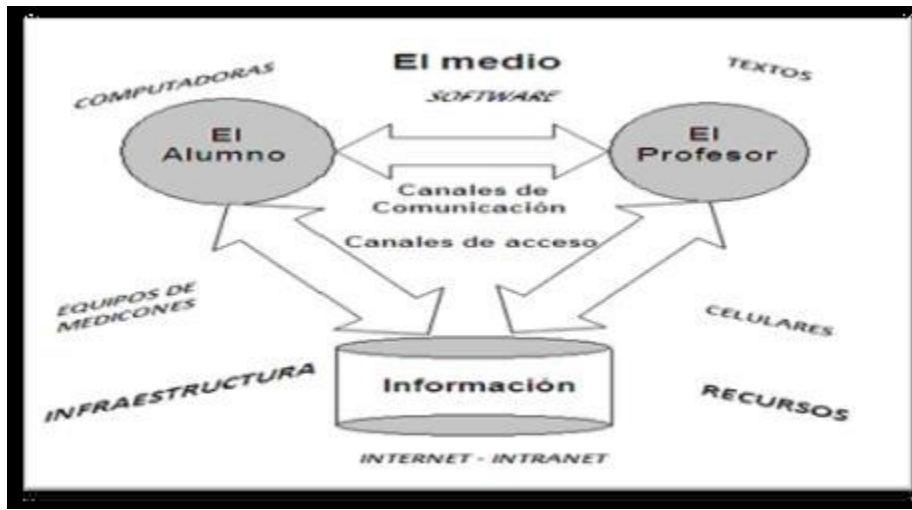 El medio
COMPUTADORAS
SOFTWARE
TEXTOS
El
Alumno
El
Profesor
Canales de
Comunicación
Canales de acceso
EQUIPOS DE
MEDICONES
CELULARES
INFRAESTRUCTURA
Información
RECURSOS
INTERNET - INTRANET